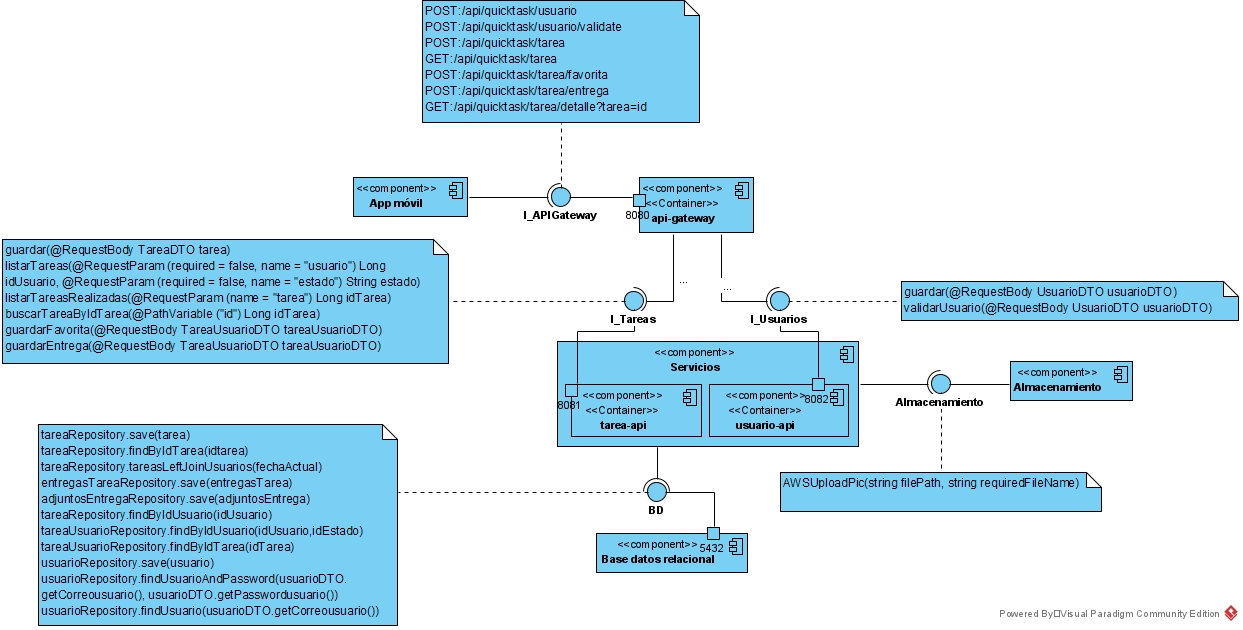 POST:/api/quicktask/usuario
POST:/api/quicktask/usuario/validate
POST:/api/quicktask/tarea
GET:/api/quicktask/tarea
POST:/api/quicktask/tarea/favorita
POST:/api/quicktask/tarea/entrega
GET:/api/quicktask/tarea/detalle?tarea=id
<<component>>
App móvil
I_APIGateway
<<component>>
<<Container>>
api-gateway
8080
guardar(@RequestBody TareaDTO tarea)
listarTareas(@RequestParam (required = false, name = "usuario") Long
idUsuario, @RequestParam (required = false, name = "estado") String estado)
listarTareasRealizadas(@RequestParam (name = "tarea") Long idTarea)
buscarTareaByIdTarea(@PathVariable ("id") Long idTarea)
guardarFavorita(@RequestBody TareaUsuarioDTO tareaUsuarioDTO)
guardarEntrega(@RequestBody TareaUsuarioDTO tareaUsuarioDTO)
...
...
I_Tareas
I_Usuarios
guardar(@RequestBody UsuarioDTO usuarioDTO)
validarUsuario(@RequestBody UsuarioDTO usuarioDTO)
<<component>>
Servicios
8081
<<component>>
<<Container>>
tarea-api
<<component>>
8082
<<Container>>
usuario-api
Almacenamiento
<<component>>
Almacenamiento
AWSUploadPic(string filePath, string requiredFileName)
tareaRepository.save(tarea)
tareaRepository.findByIdTarea(idtarea)
tareaRepository.tareasLeftJoinUsuarios(fechaActual)
entregasTareaRepository.save(entregasTarea)
adjuntosEntregaRepository.save(adjuntosEntrega)
tareaRepository.findByIdUsuario(idUsuario)
tareaUsuarioRepository.findByIdUsuario(idUsuario,idEstado)
tareaUsuarioRepository.findByIdTarea(idTarea)
usuarioRepository.save(usuario)
usuarioRepository.findUsuarioAndPassword(usuarioDTO.
getCorreousuario(), usuarioDTO.getPasswordusuario())
usuarioRepository.findUsuario(usuarioDTO.getCorreousuario())
BD
<<component>>
5432
Base datos relacional
Powered By Visual Paradigm Community Edition